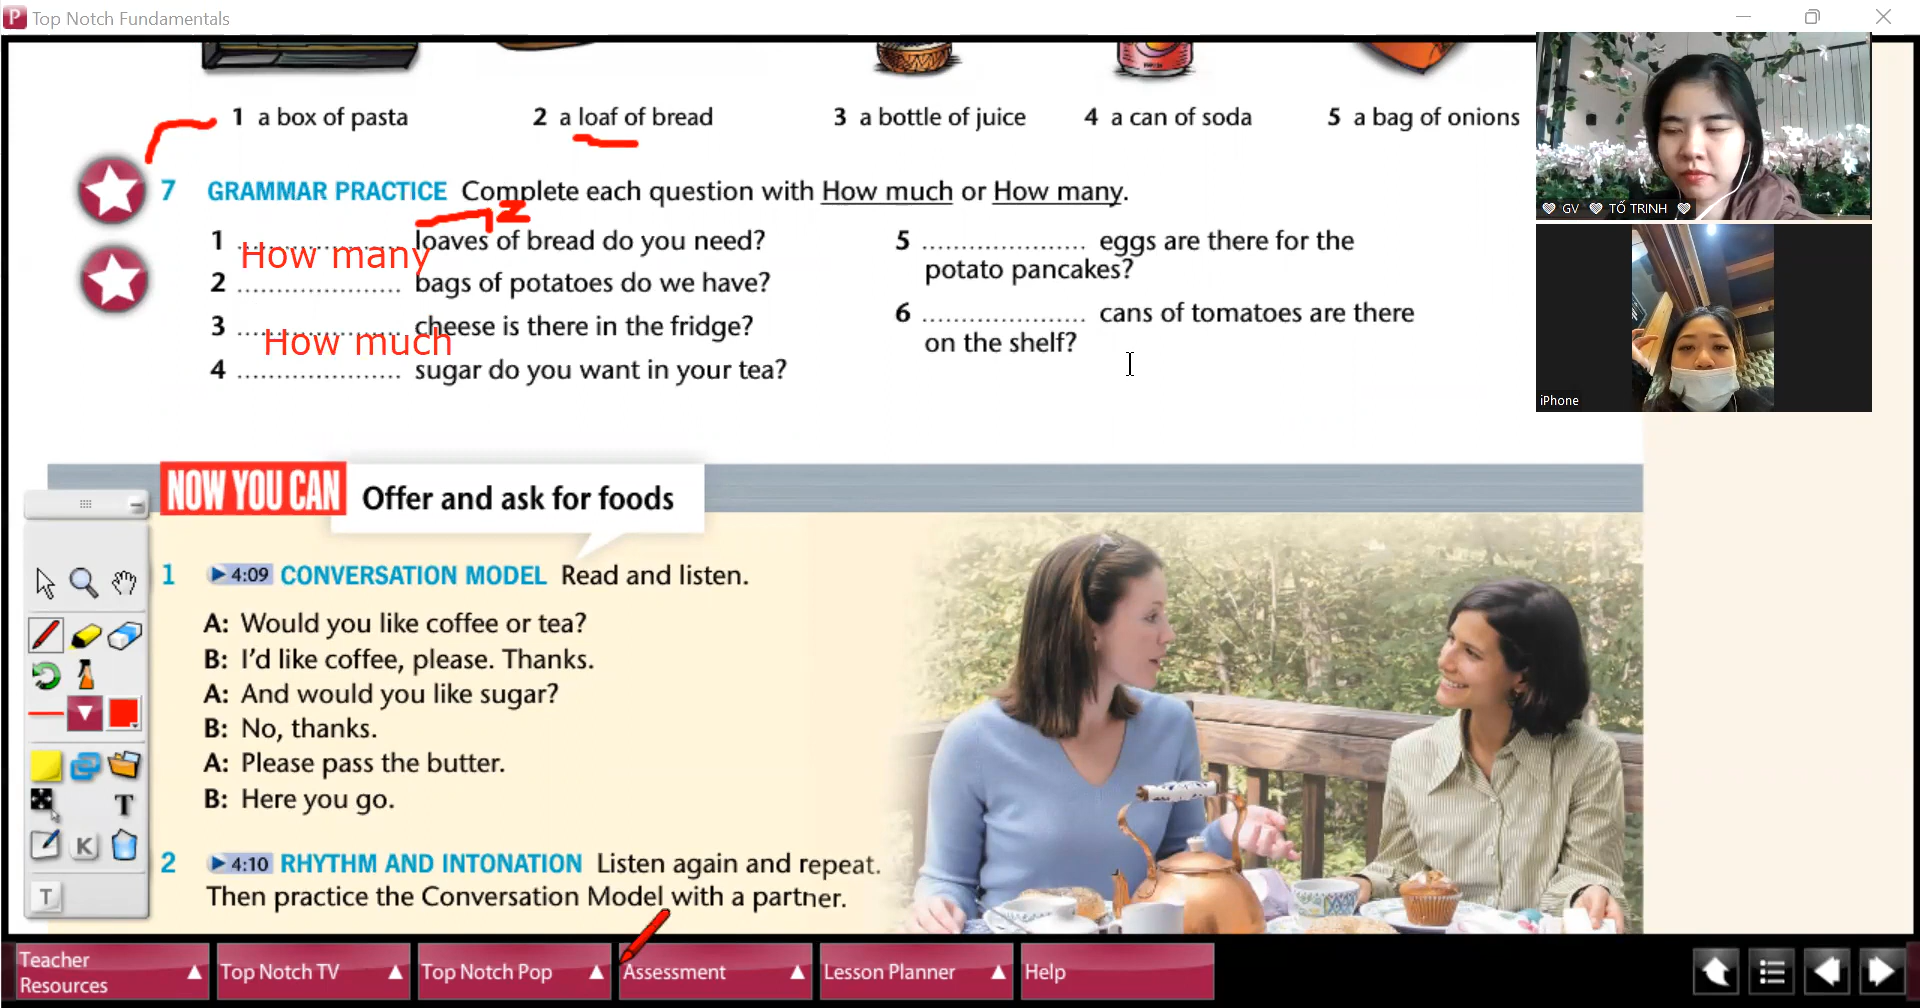 Top Notch Fundamentals
1 a box of pasta
2 a loaf of bread
3 a bottle of juice
4 a can of soda
5 a bag of onions
7 GRAMMAR PRACTICE Complete each question with How much or How many.
1 .................... loaves of bread do you need?
How many
2 .................... bags of potatoes do we have?
3 .................... cheese is there in the fridge?
How much
4 .................... sugar do you want in your tea?
5 .................... eggs are there for the
potato pancakes?
6 .................... cans of tomatoes are there
on the shelf?
GV TỐ TRINH
iPhone
NOW YOU CAN Offer and ask for foods
1 4:09 CONVERSATION MODEL Read and listen.
A: Would you like coffee or tea?
B: I'd like coffee, please. Thanks.
A: And would you like sugar?
B: No, thanks.
A: Please pass the butter.
B: Here you go.
2 4:10 RHYTHM AND INTONATION Listen again and repeat.
Then practice the Conversation Model with a partner.
T
K
T
Teacher
Resources
Top Notch TV
Top Notch Pop
Assessment
Lesson Planner
Help